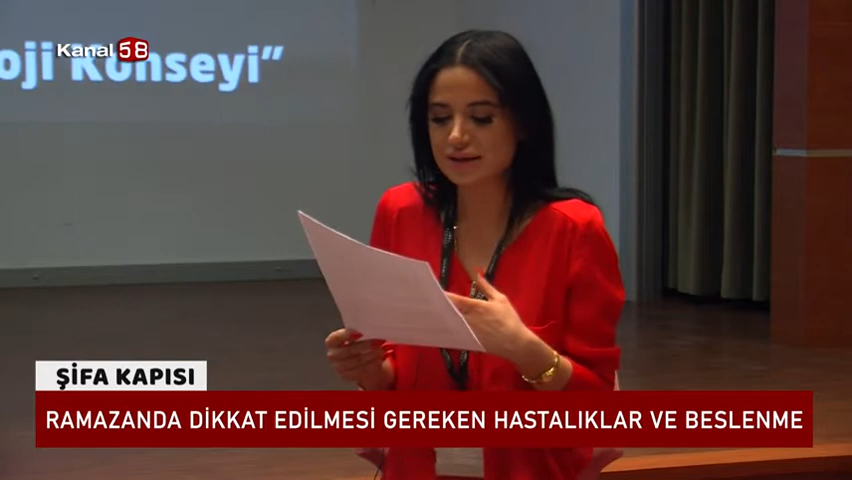 Kanal 58
oji Konseyi”
ŞİFA KAPISI
RAMAZANDA DİKKAT EDİLMESİ GEREKEN HASTALIKLAR VE BESLENME